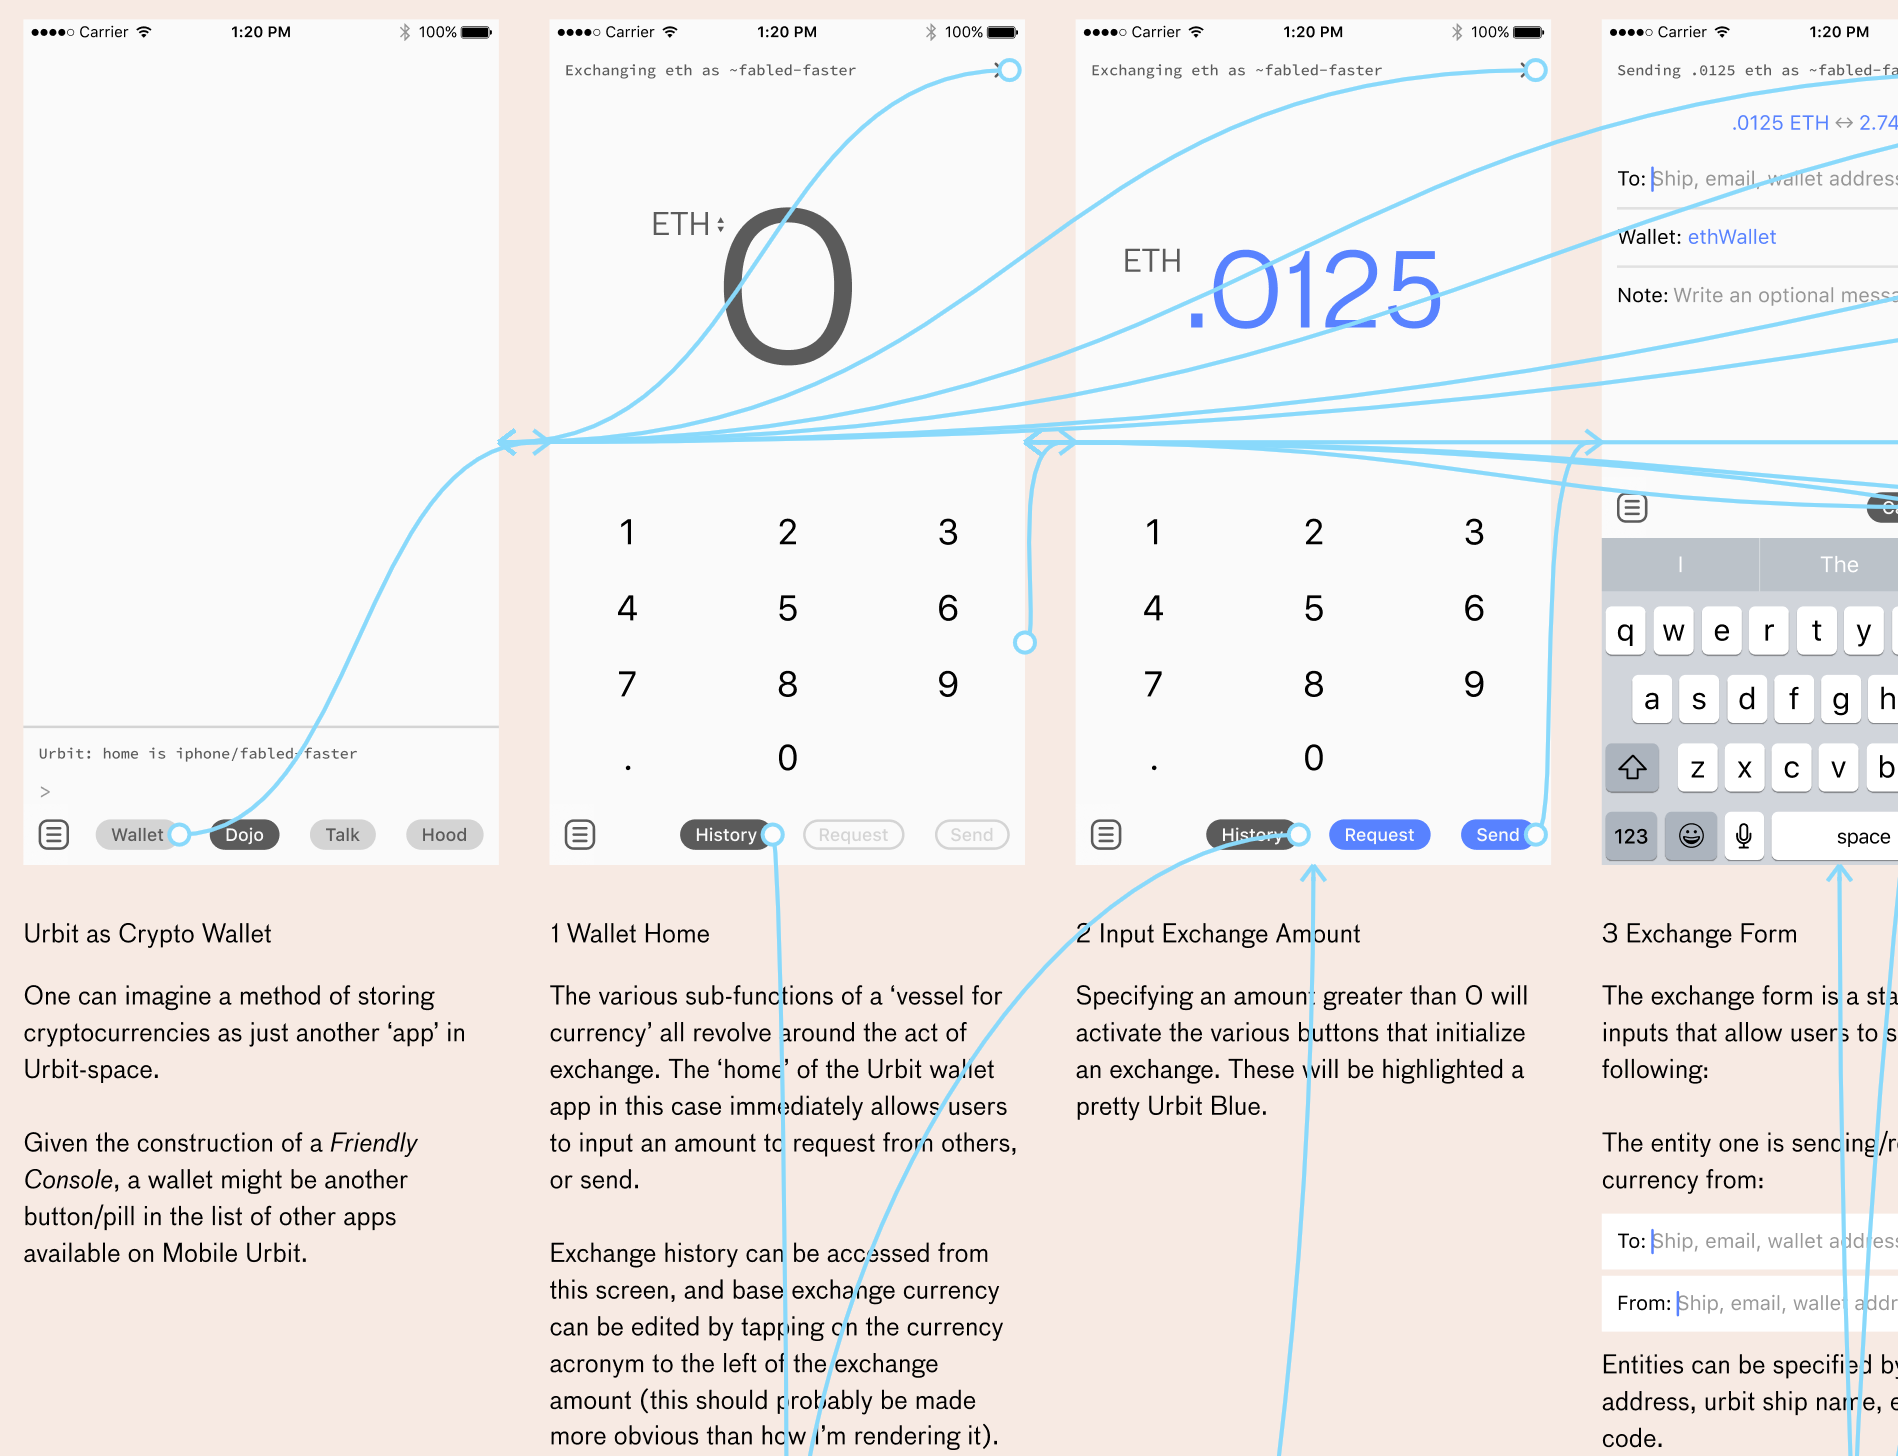 Carrier 1:20 PM 100%
Urbit: home is iphone/fabled-faster
>
Wallet Dojo Talk Hood
Urbit as Crypto Wallet
One can imagine a method of storing
cryptocurrencies as just another ‘app’ in
Urbit-space.
Given the construction of a Friendly
Console, a wallet might be another
button/pill in the list of other apps
available on Mobile Urbit.
Carrier 1:20 PM 100%
Exchanging eth as ~fabled-faster
ETH 0
1 2 3
4 5 6
7 8 9
. 0
History Request Send
1 Wallet Home
The various sub-functions of a ‘vessel for
currency’ all revolve around the act of
exchange. The ‘home’ of the Urbit wallet
app in this case immediately allows users
to input an amount to request from others,
or send.
Exchange history can be accessed from
this screen, and base exchange currency
can be edited by tapping on the currency
acronym to the left of the exchange
amount (this should probably be made
more obvious than how I’m rendering it).
Carrier 1:20 PM 100%
Exchanging eth as ~fabled-faster
ETH .0125
1 2 3
4 5 6
7 8 9
. 0
History Request Send
2 Input Exchange Amount
Specifying an amount greater than 0 will
activate the various buttons that initialize
an exchange. These will be highlighted a
pretty Urbit Blue.
Carrier 1:20 PM
Sending .0125 eth as
.0125 ETH ↔ 2.74
To: Ship, email, wallet address
Wallet: ethWallet
Note: Write an optional
I The
q w e r t y
a s d f g h
z x c v b
123 space
3 Exchange Form
The exchange form is a
inputs that allow users to
following:
The entity one is
currency from:
To: Ship, email, wallet address
From: Ship, email, wallet
Entities can be specified by
address, urbit ship name,
code.